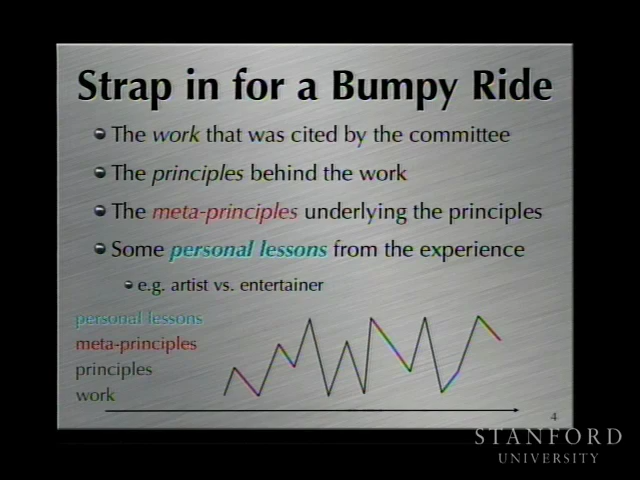 Strap in for a Bumpy Ride
The work that was cited by the committee
The principles behind the work
The meta-principles underlying the principles
Some personal lessons from the experience
e.g. artist vs. entertainer
personal lessons
meta-principles
principles
work
4
STANFORD
UNIVERSITY